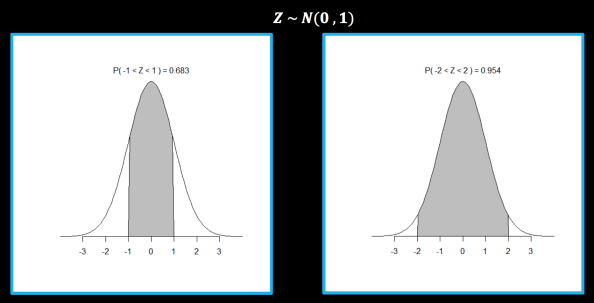 Z ~ N(0 , 1)
P( -1 < Z < 1 ) = 0.683
-3 -2 -1 0 1 2 3
P( -2 < Z < 2 ) = 0.954
-3 -2 -1 0 1 2 3